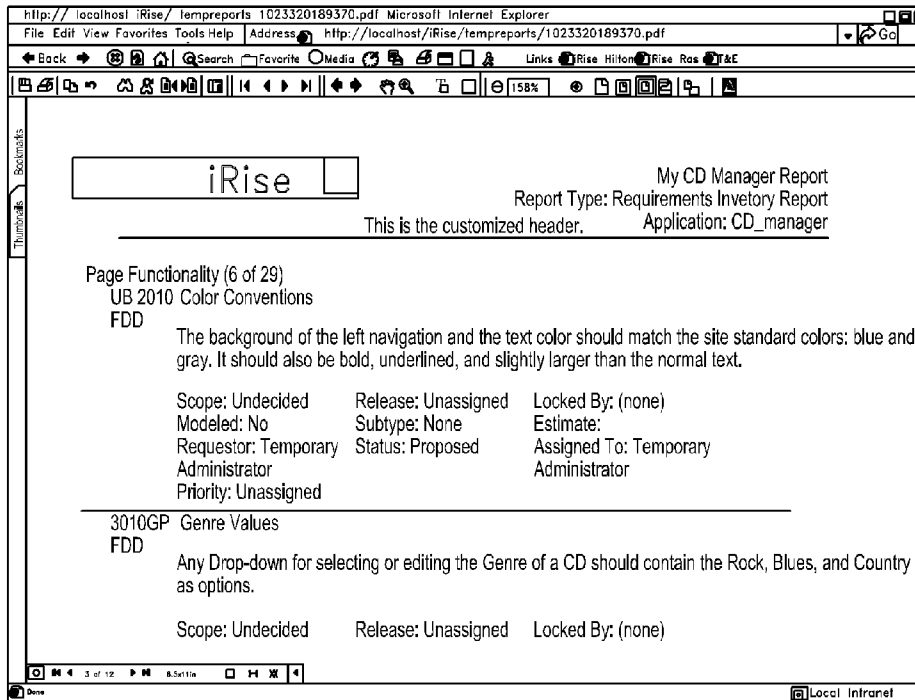 http:// localhost iRise/ tempreports 1023320189370.pdf Microsoft Internet Explorer
File Edit View Favorites Tools Help Address http://localhost/iRise/tempreports/1023320189370.pdf Go
Back Search Favorite Media Links iRise Hilton iRise Ras T&E
158%
Bookmarks
Thumbnails
iRise
My CD Manager Report
Report Type: Requirements Invetory Report
This is the customized header. Application: CD_manager
Page Functionality (6 of 29)
UB 2010 Color Conventions
FDD
The background of the left navigation and the text color should match the site standard colors: blue and
gray. It should also be bold, underlined, and slightly larger than the normal text.
Scope: Undecided Release: Unassigned Locked By: (none)
Modeled: No Subtype: None Estimate:
Requestor: Temporary Status: Proposed Assigned To: Temporary
Administrator Administrator
Priority: Unassigned
3010GP Genre Values
FDD
Any Drop-down for selecting or editing the Genre of a CD should contain the Rock, Blues, and Country
as options.
Scope: Undecided Release: Unassigned Locked By: (none)
3 of 12 8.5x11in
Done Local Intranet